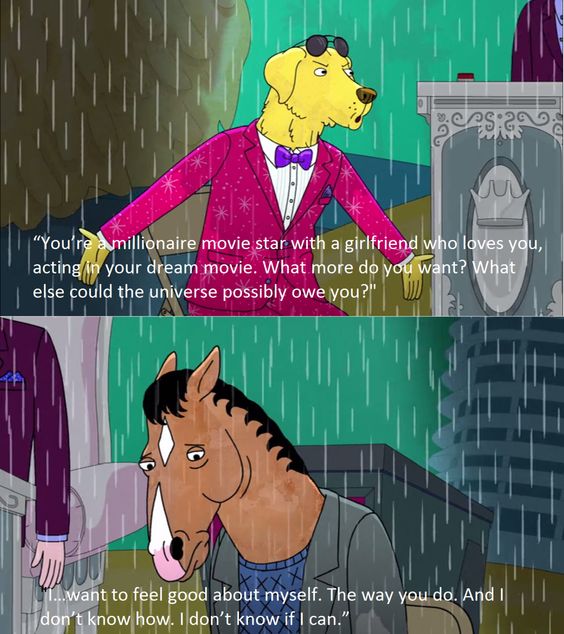 “You're a millionaire movie star with a girlfriend who loves you,
acting in your dream movie. What more do you want? What
else could the universe possibly owe you?"
"I...want to feel good about myself. The way you do. And I
don’t know how. I don’t know if I can.”